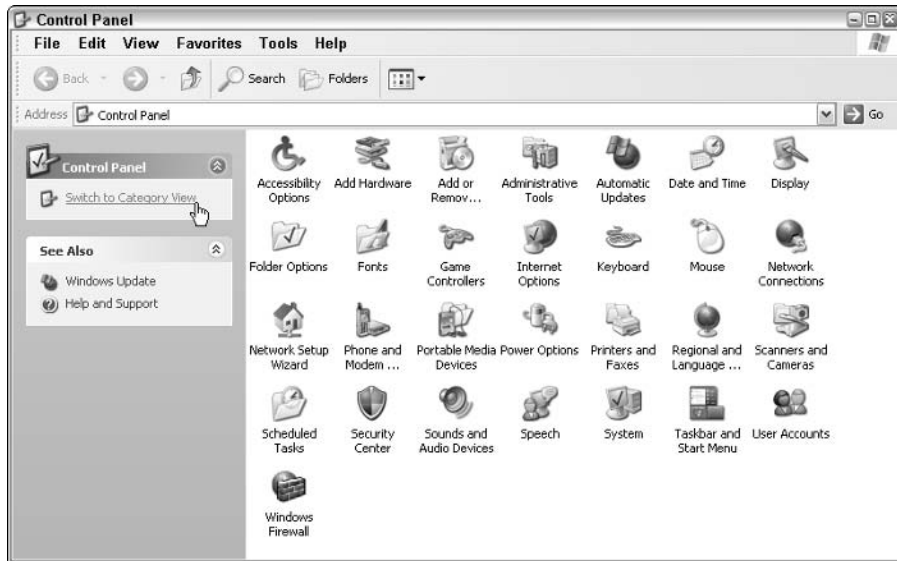 Control Panel
File Edit View Favorites Tools Help
Back Search Folders
Address Control Panel Go
Control Panel
Switch to Category View
See Also
Windows Update
Help and Support
Accessibility Options
Add Hardware
Add or Remov...
Administrative Tools
Automatic Updates
Date and Time
Display
Folder Options
Fonts
Game Controllers
Internet Options
Keyboard
Mouse
Network Connections
Network Setup Wizard
Phone and Modem ...
Portable Media Devices
Power Options
Printers and Faxes
Regional and Language ...
Scanners and Cameras
Scheduled Tasks
Security Center
Sounds and Audio Devices
Speech
System
Taskbar and Start Menu
User Accounts
Windows Firewall